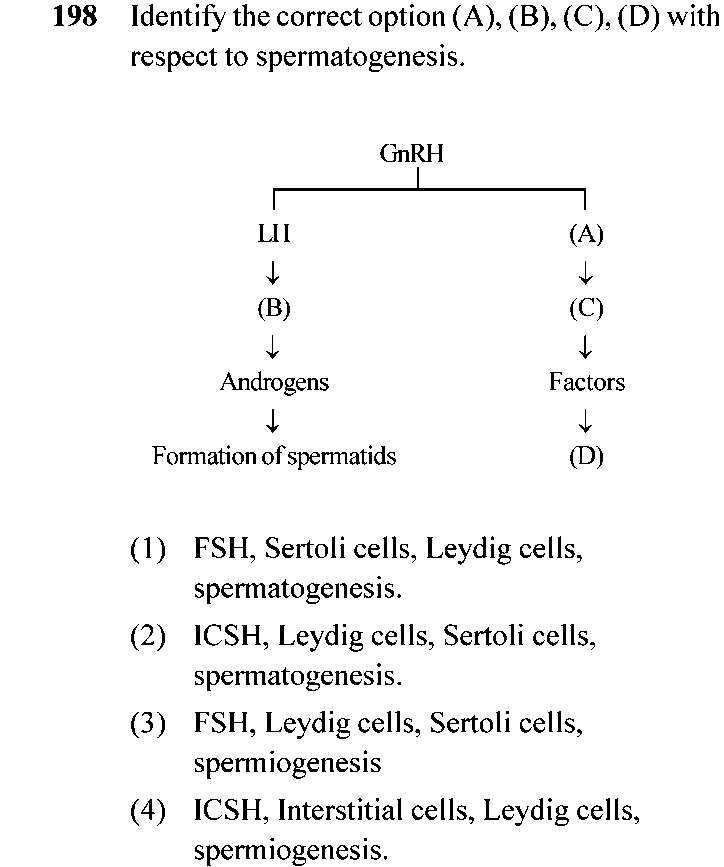 198 Identify the correct option (A), (B), (C), (D) with
respect to spermatogenesis.
GnRH
LH (A)
↓ ↓
(B) (C)
↓ ↓
Androgens Factors
↓ ↓
Formation of spermatids (D)
(1) FSH, Sertoli cells, Leydig cells,
spermatogenesis.
(2) ICSH, Leydig cells, Sertoli cells,
spermatogenesis.
(3) FSH, Leydig cells, Sertoli cells,
spermiogenesis
(4) ICSH, Interstitial cells, Leydig cells,
spermiogenesis.